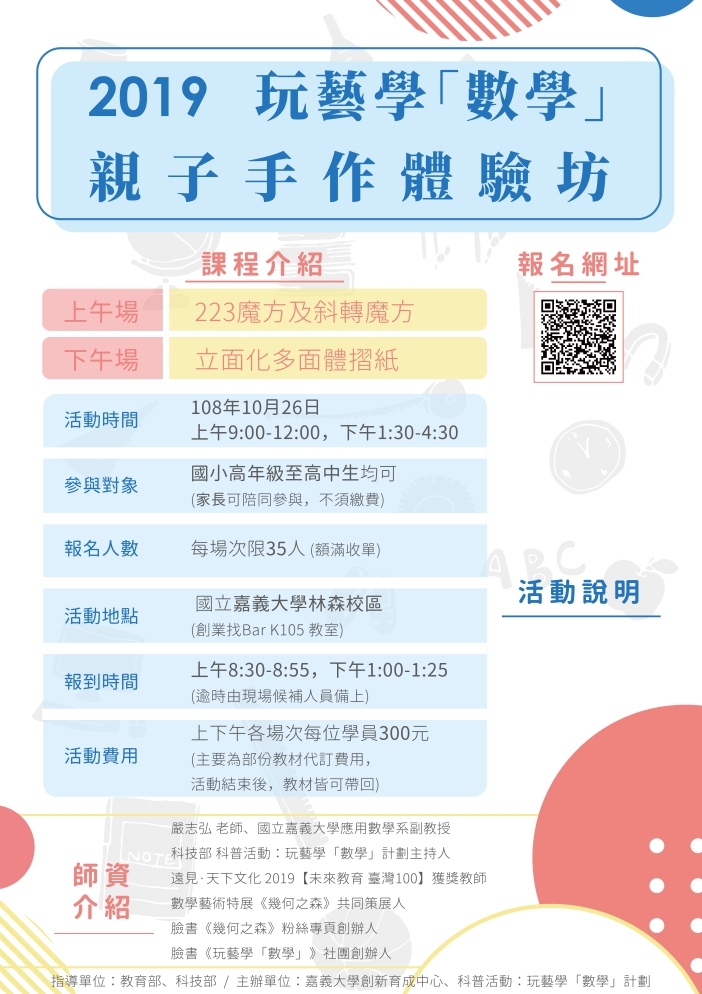 2019 玩藝學「數學」
親子手作體驗坊
課程介紹
報名網址
上午場 223魔方及斜轉魔方
下午場 立面化多面體摺紙
活動時間
108年10月26日
上午9:00-12:00，下午1:30-4:30
參與對象
國小高年級至高中生均可
(家長可陪同參與，不須繳費)
報名人數
每場次限35人 (額滿收單)
ABC
活動說明
活動地點
國立嘉義大學林森校區
(創業找Bar K105 教室)
報到時間
上午8:30-8:55，下午1:00-1:25
(逾時由現場候補人員備上)
活動費用
上下午各場次每位學員300元
(主要為部份教材代訂費用，
活動結束後，教材皆可帶回)
NOTE
師資
介紹
嚴志弘 老師、國立嘉義大學應用數學系副教授
科技部 科普活動：玩藝學「數學」計劃主持人
遠見·天下文化 2019【未來教育 臺灣100】獲獎教師
數學藝術特展《幾何之森》共同策展人
臉書《幾何之森》粉絲專頁創辦人
臉書《玩藝學「數學」》社團創辦人
指導單位：教育部、科技部 / 主辦單位：嘉義大學創新育成中心、科普活動：玩藝學「數學」計劃